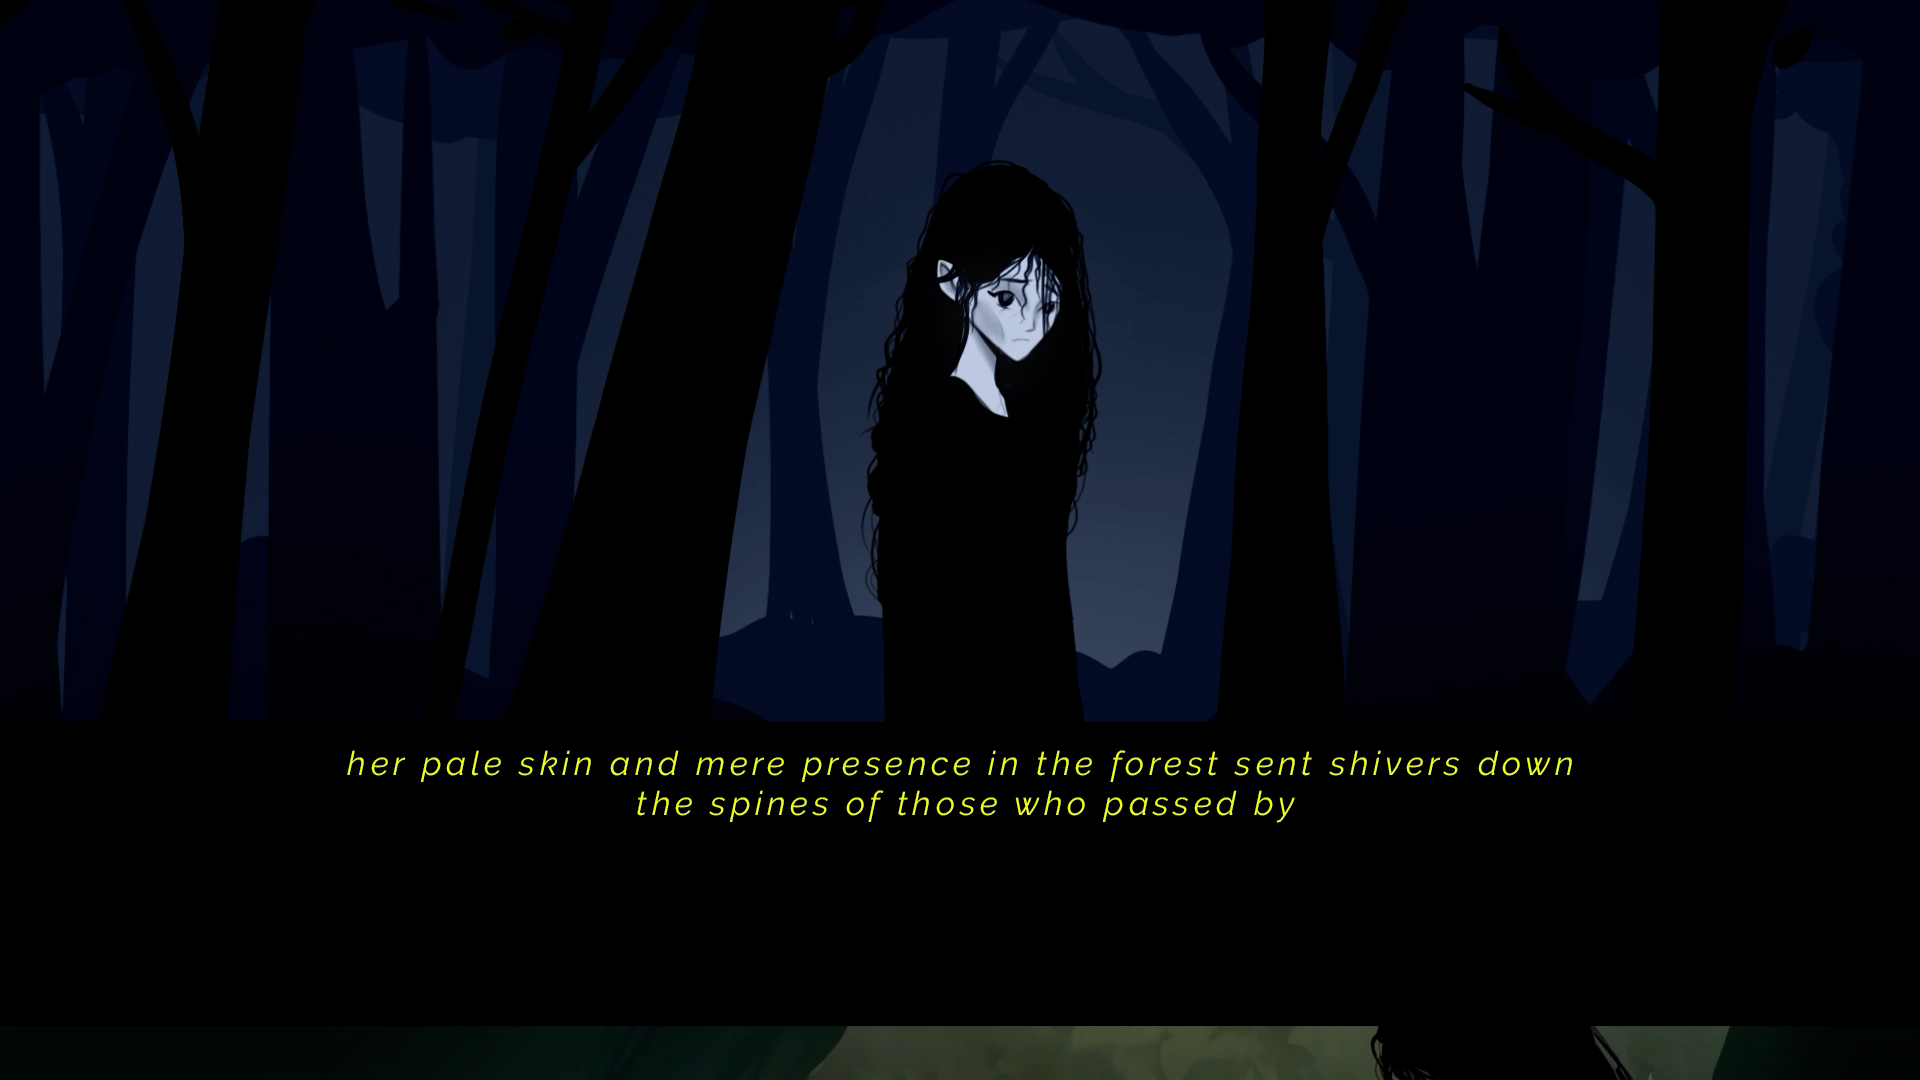 her pale skin and mere presence in the forest sent shivers down
the spines of those who passed by